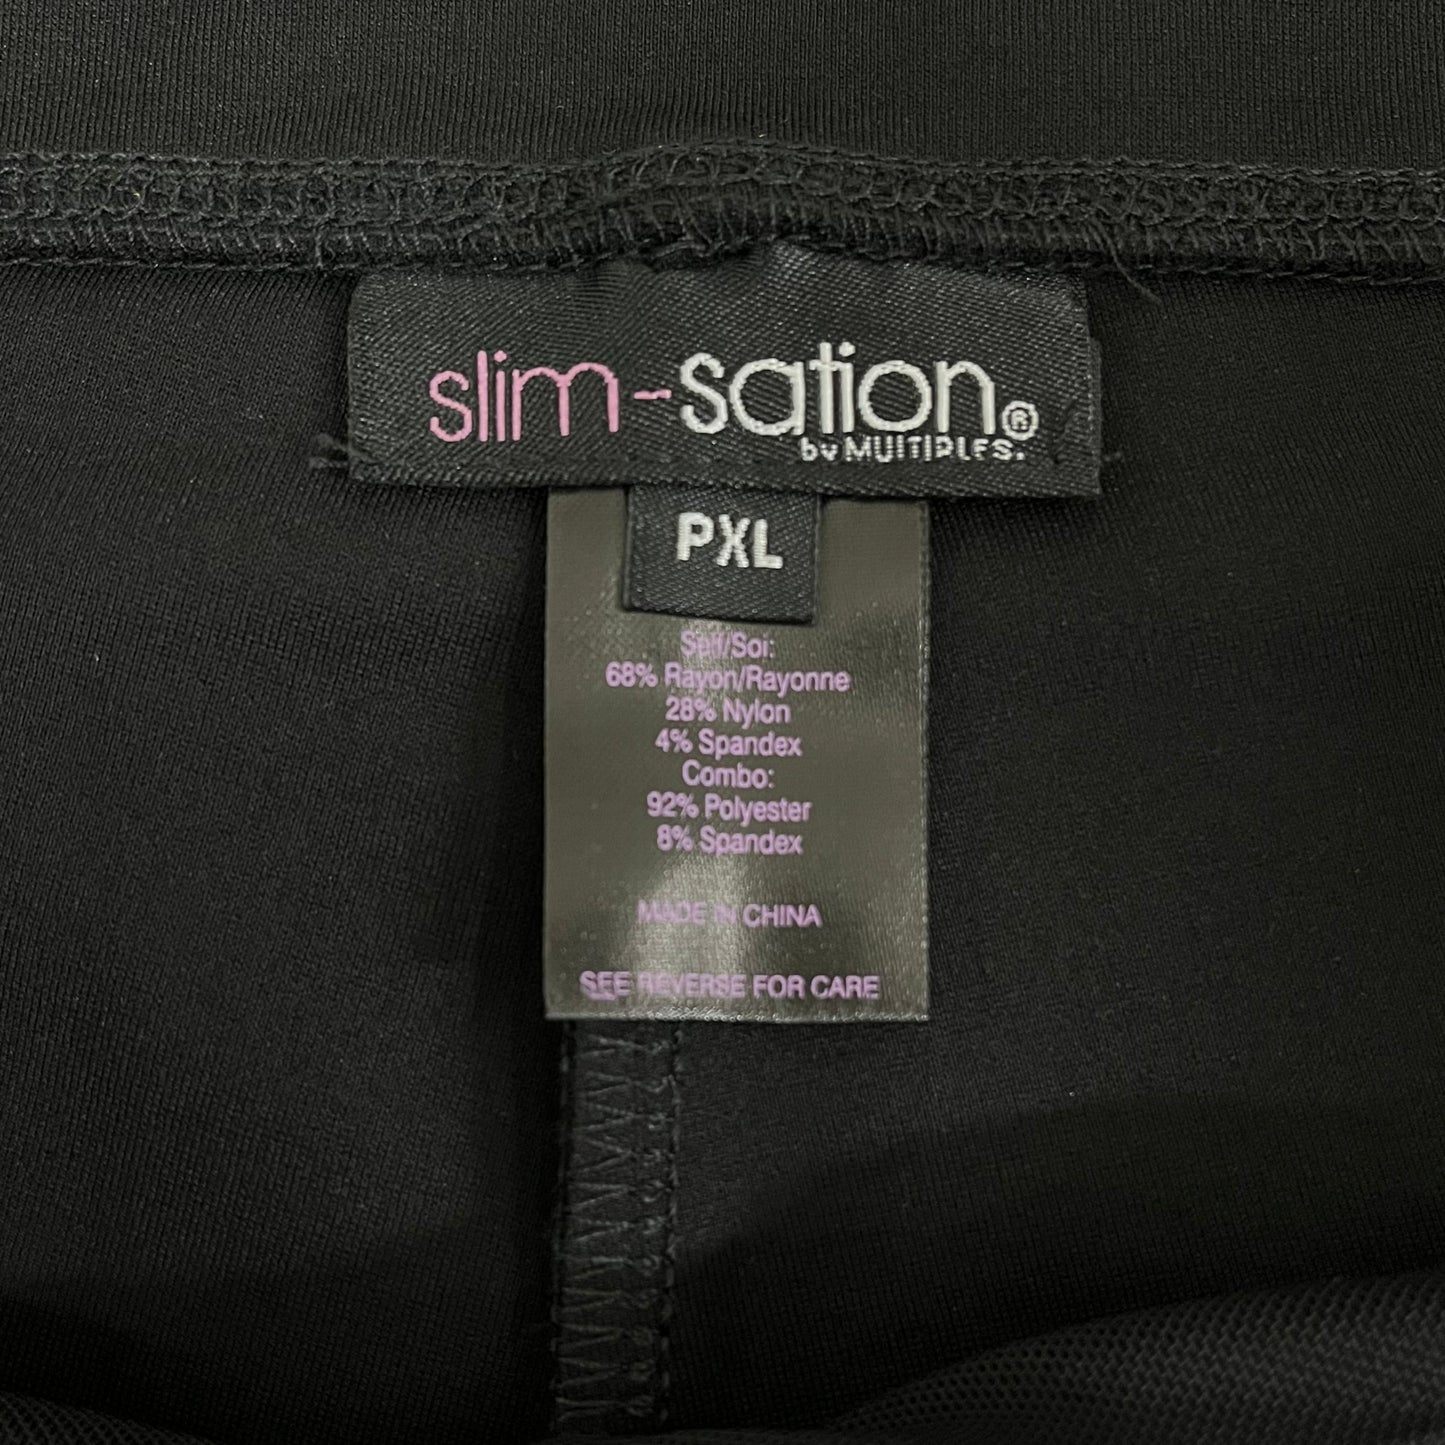 slim-sation®
by MULTIPLES.
PXL
Self/Soi:
68% Rayon/Rayonne
28% Nylon
4% Spandex
Combo:
92% Polyester
8% Spandex
MADE IN CHINA
SEE REVERSE FOR CARE